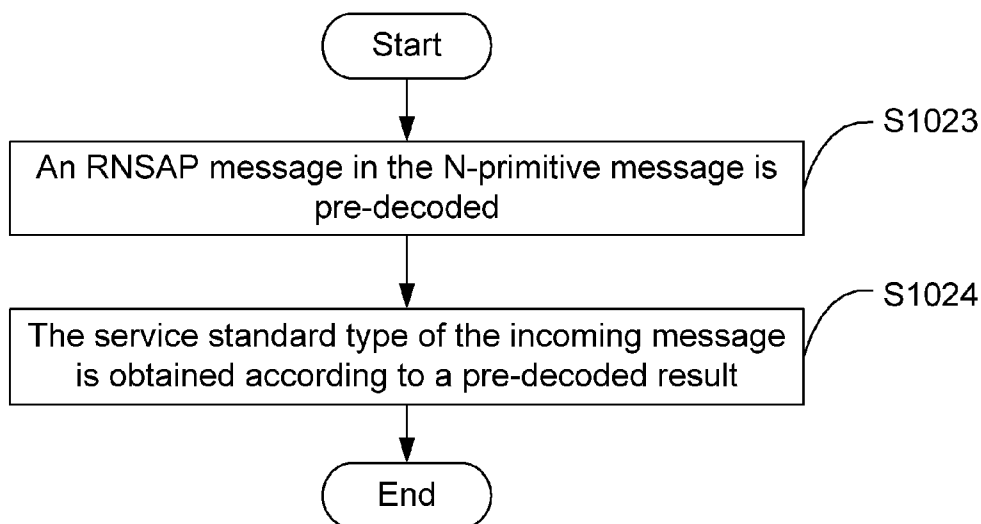 Start
S1023
An RNSAP message in the N-primitive message is
pre-decoded
S1024
The service standard type of the incoming message
is obtained according to a pre-decoded result
End